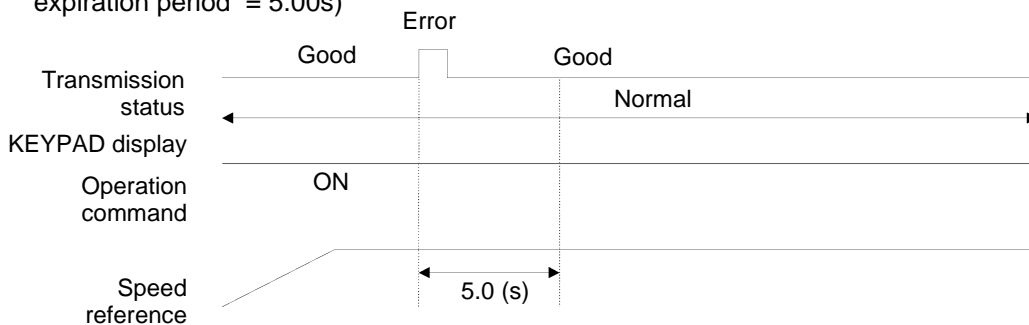 expiration period = 5.00s)
Error
Good
Good
Transmission
status
Normal
KEYPAD display
Operation
command
ON
Speed
reference
5.0 (s)